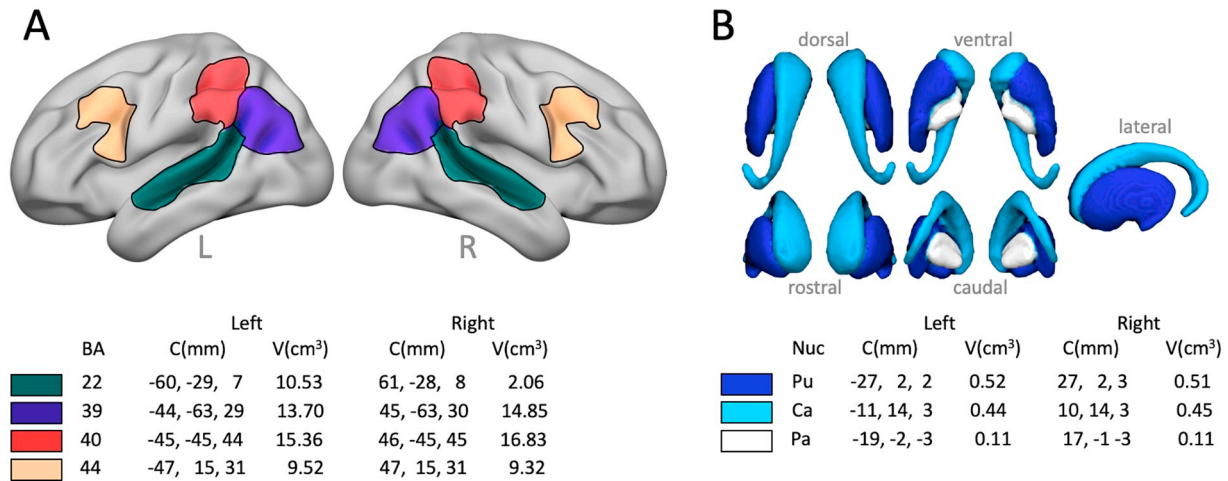 A
L R
Left Right
BA C(mm) V(cm³) C(mm) V(cm³)
22 -60, -29, 7 10.53 61, -28, 8 2.06
39 -44, -63, 29 13.70 45, -63, 30 14.85
40 -45, -45, 44 15.36 46, -45, 45 16.83
44 -47, 15, 31 9.52 47, 15, 31 9.32
B
dorsal ventral
lateral
rostral caudal
Left Right
Nuc C(mm) V(cm³) C(mm) V(cm³)
Pu -27, 2, 2 0.52 27, 2, 3 0.51
Ca -11, 14, 3 0.44 10, 14, 3 0.45
Pa -19, -2, -3 0.11 17, -1 -3 0.11